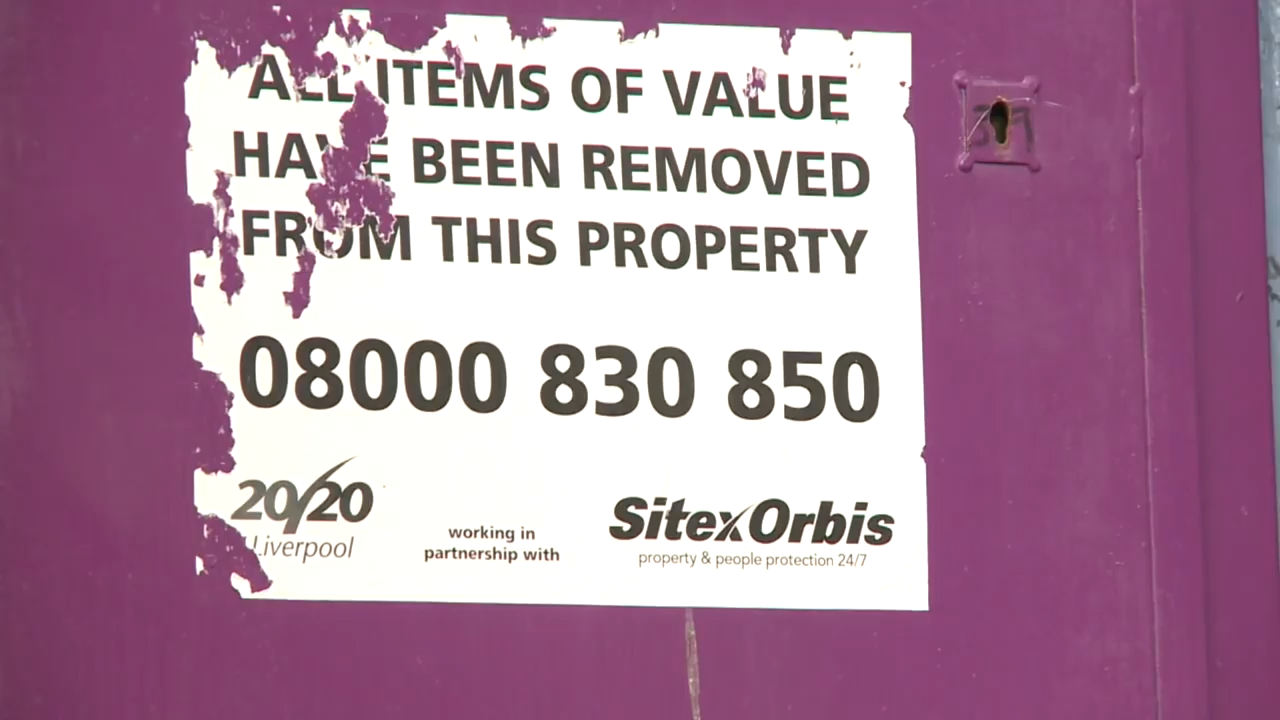 ALL ITEMS OF VALUE
HAVE BEEN REMOVED
FROM THIS PROPERTY
08000 830 850
20/20
Liverpool
working in
partnership with
SitexOrbis
property & people protection 24/7